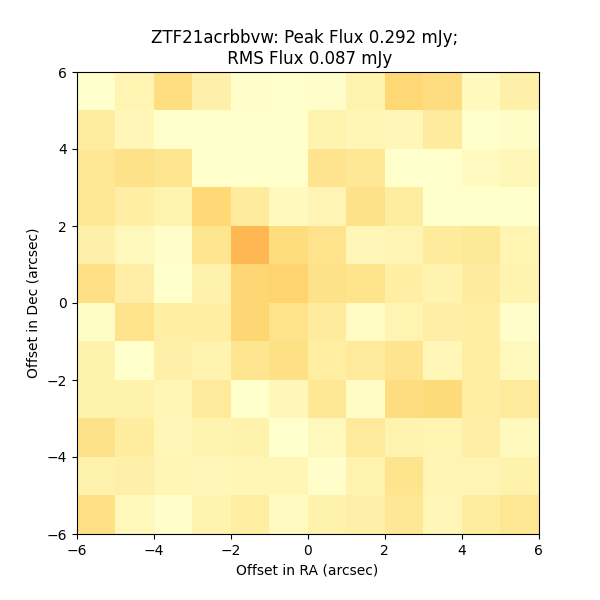 ZTF21acrbbvw: Peak Flux 0.292 mJy;
RMS Flux 0.087 mJy
6
4
2
0
−2
−4
−6
Offset in Dec (arcsec)
−6 −4 −2 0 2 4 6
Offset in RA (arcsec)